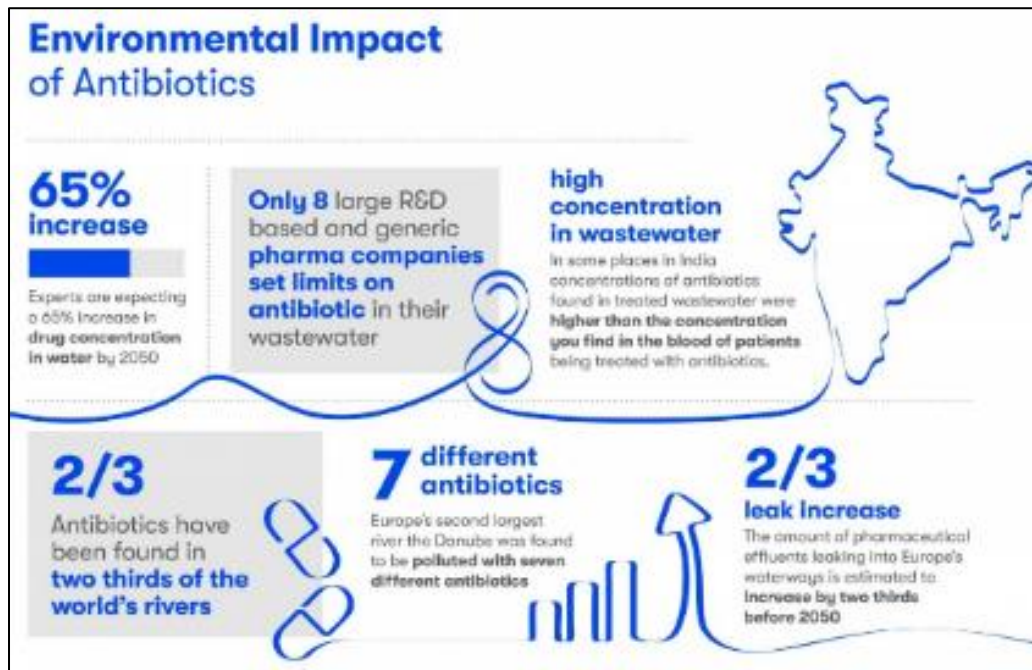 Environmental Impact
of Antibiotics
65%
increase
Experts are expecting
a 65% increase in
drug concentration
in water by 2050
Only 8 large R&D
based and generic
pharma companies
set limits on
antibiotic in their
wastewater
high
concentration
in wastewater
In some places in India
concentrations of antibiotics
found in treated wastewater were
higher than the concentration
you find in the blood of patients
being treated with antibiotics.
2/3
Antibiotics have
been found in
two thirds of the
world's rivers
7 different
antibiotics
Europe's second largest
river the Danube was found
to be polluted with seven
different antibiotics
2/3
leak increase
The amount of pharmaceutical
effluents leaking into Europe's
waterways is estimated to
increase by two thirds
before 2050